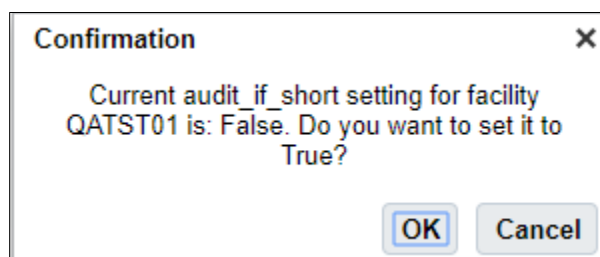 Confirmation
Current audit_if_short setting for facility
QATST01 is: False. Do you want to set it to
True?
OK Cancel